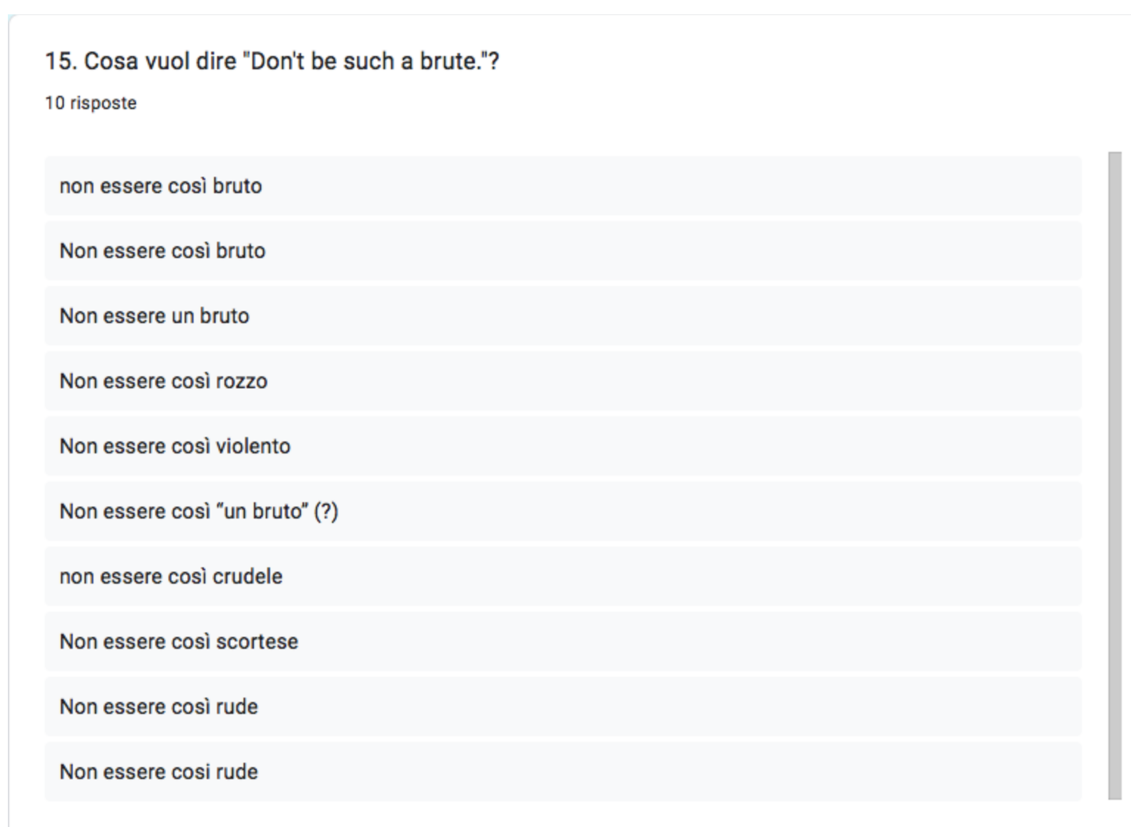 15. Cosa vuol dire "Don't be such a brute."?
10 risposte
non essere così bruto
Non essere così bruto
Non essere un bruto
Non essere così rozzo
Non essere così violento
Non essere così “un bruto” (?)
non essere così crudele
Non essere così scortese
Non essere così rude
Non essere cosi rude